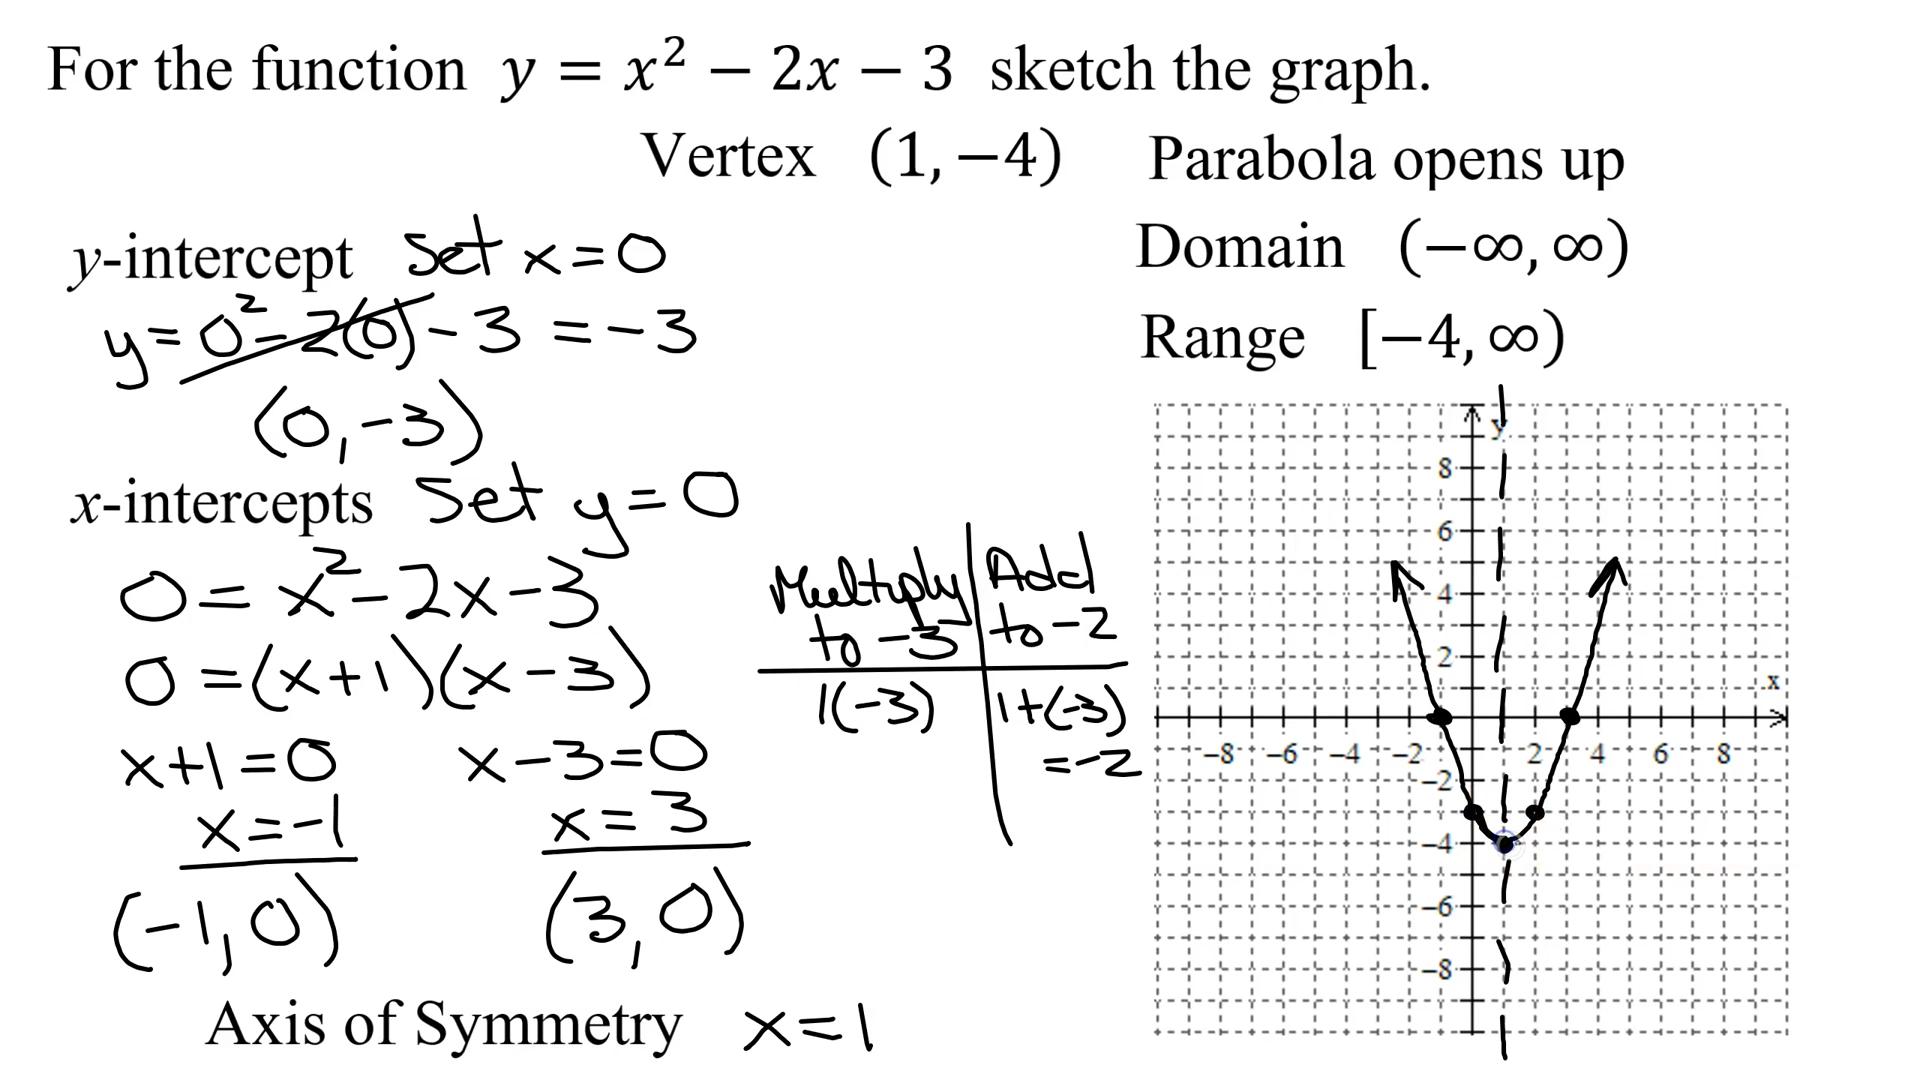 For the function y = x² − 2x − 3 sketch the graph.
Vertex (1, −4)
Parabola opens up
y-intercept Set x = 0
Domain (−∞, ∞)
y = 0² − 2(0) − 3 = −3
Range [−4, ∞)
(0, −3)
x-intercepts Set y = 0
0 = x² − 2x − 3
0 = (x+1)(x−3)
x+1 = 0 x−3 = 0
x = −1 x = 3
(−1, 0) (3, 0)
Multiply to −3 Add to −2
1(−3) 1+(−3)
= −2
Axis of Symmetry x = 1
y
8
6
4
2
x
−8 −6 −4 −2 2 4 6 8
−2
−4
−6
−8